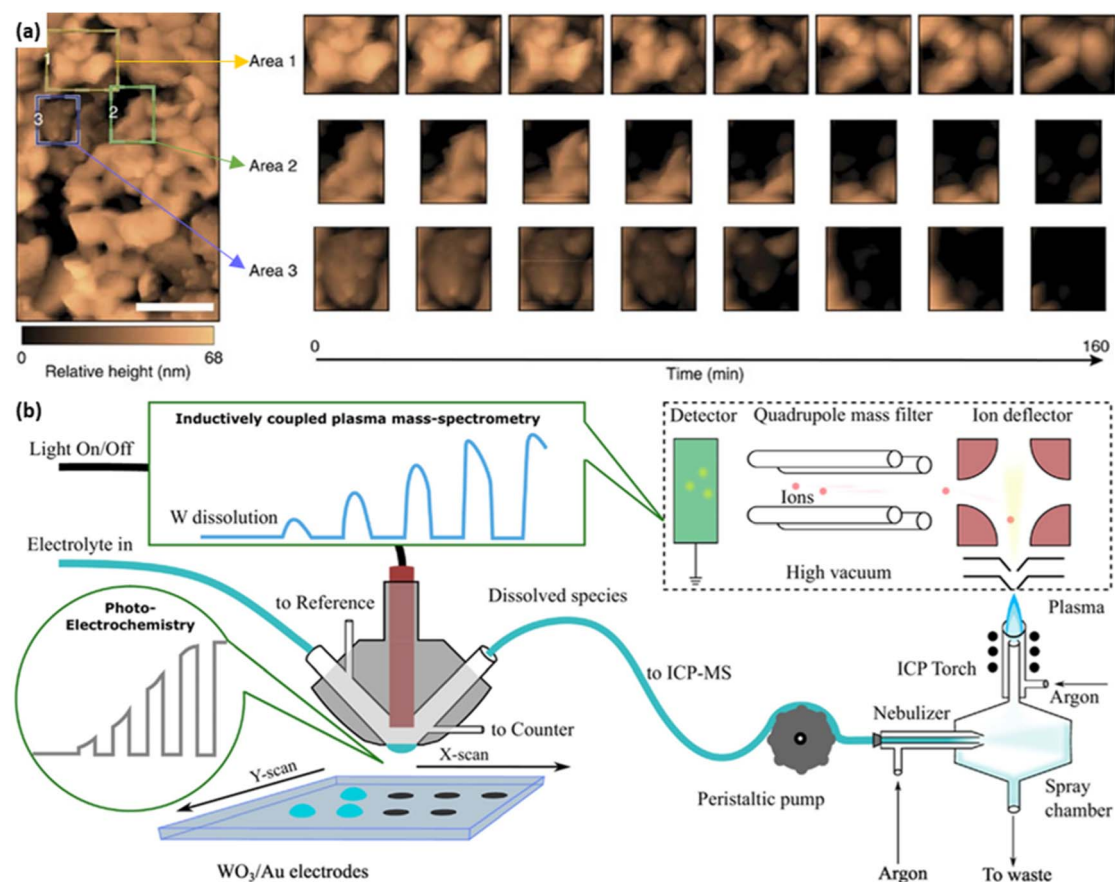 (a)
1
2
3
Area 1
Area 2
Area 3
0 68
Relative height (nm)
0 160
Time (min)
(b)
Inductively coupled plasma mass-spectrometry
W dissolution
Light On/Off
Electrolyte in
Photo-
Electrochemistry
to Reference
Dissolved species
to Counter
X-scan
Y-scan
WO₃/Au electrodes
to ICP-MS
Peristaltic pump
Detector
Quadrupole mass filter
Ion deflector
Ions
High vacuum
Plasma
ICP Torch
Argon
Nebulizer
Spray
chamber
Argon
To waste